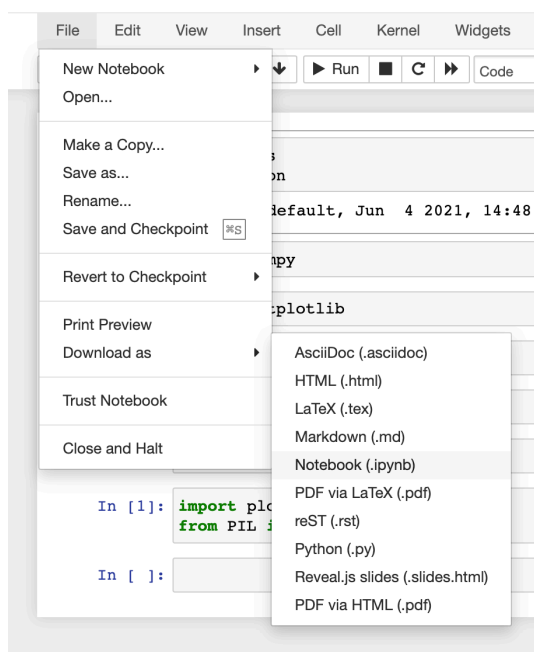 File Edit View Insert Cell Kernel Widgets
New Notebook
Run
Code
Open...
Make a Copy...
Save as...
on
Rename...
default, Jun 4 2021, 14:48
Save and Checkpoint ⌘S
mpy
Revert to Checkpoint
tplotlib
Print Preview
Download as
AsciiDoc (.asciidoc)
HTML (.html)
Trust Notebook
LaTeX (.tex)
Markdown (.md)
Close and Halt
Notebook (.ipynb)
PDF via LaTeX (.pdf)
In [1]: import plo
from PIL i
reST (.rst)
Python (.py)
In [ ]:
Reveal.js slides (.slides.html)
PDF via HTML (.pdf)